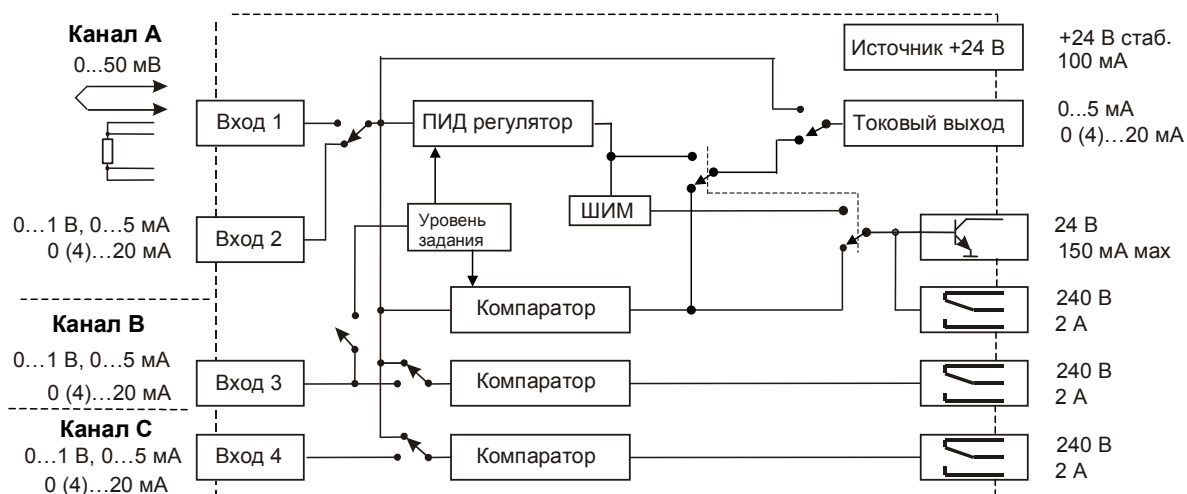 Канал А
0...50 мВ
Вход 1
0...1 В, 0...5 мА
0 (4)...20 мА
Вход 2
Канал В
0...1 В, 0...5 мА
0 (4)...20 мА
Вход 3
Канал С
0...1 В, 0...5 мА
0 (4)...20 мА
Вход 4
ПИД регулятор
Уровень
задания
ШИМ
Компаратор
Компаратор
Компаратор
Источник +24 В
+24 В стаб.
100 мА
Токовый выход
0...5 мА
0 (4)...20 мА
24 В
150 мА мах
240 В
2 А
240 В
2 А
240 В
2 А